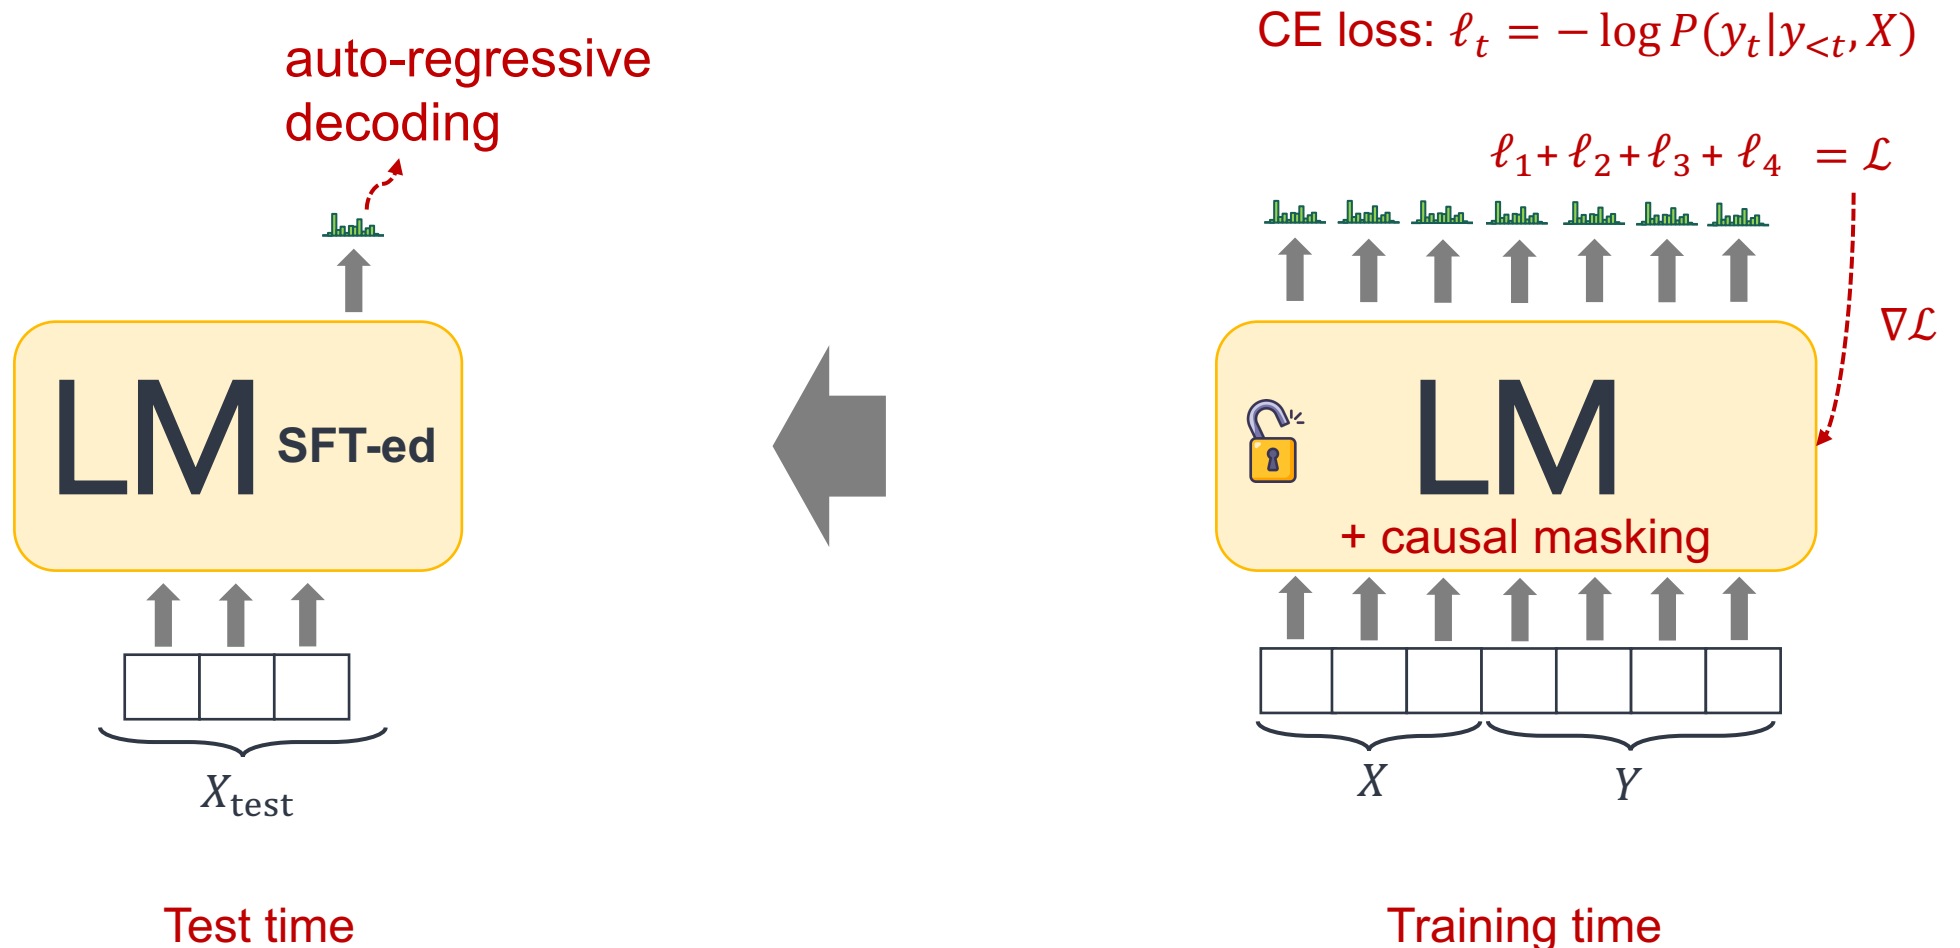 auto-regressive
decoding
LM SFT-ed
X_test
Test time
CE loss: ℓ_t = − log P(y_t|y_{<t}, X)
ℓ_1 + ℓ_2 + ℓ_3 + ℓ_4 = ℒ
∇ℒ
LM
+ causal masking
X Y
Training time